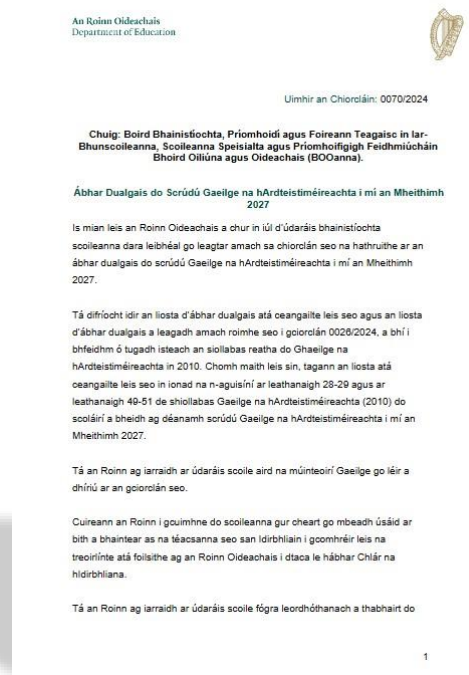 An Roinn Oideachais
Department of Education
Uimhir an Chiorcláin: 0070/2024
Chuig: Boird Bhainistíochta, Príomhoidí agus Foireann Teagaisc in Iar-
Bhunscoileanna, Scoileanna Speisialta agus Príomhoifigigh Feidhmiúcháin
Bhoird Oiliúna agus Oideachais (BOOanna).
Ábhar Dualgais do Scrúdú Gaeilge na hArdteistiméireachta i mí an Mheithimh
2027
Is mian leis an Roinn Oideachais a chur in iúl d'údaráis bhainistíochta
scoileanna dara leibhéal go leagtar amach sa chiorclán seo na hathruithe ar an
ábhar dualgais do scrúdú Gaeilge na hArdteistiméireachta i mí an Mheithimh
2027.
Tá difríocht idir an liosta d'ábhar dualgais atá ceangailte leis seo agus an liosta
d'ábhar dualgais a leagadh amach roimhe seo i gciorclán 0026/2024, a bhí i
bhfeidhm ó tugadh isteach an siollabas reatha do Ghaeilge na
hArdteistiméireachta in 2010. Chomh maith leis sin, tagann an liosta atá
ceangailte leis seo in ionad na n-aguisíní ar leathanaigh 28-29 agus ar
leathanaigh 49-51 de shiollabas Gaeilge na hArdteistiméireachta (2010) do
scoláirí a bheidh ag déanamh scrúdú Gaeilge na hArdteistiméireachta i mí an
Mheithimh 2027.
Tá an Roinn ag iarraidh ar údaráis scoile aird na múinteoirí Gaeilge go léir a
dhíriú ar an gciorclán seo.
Cuireann an Roinn i gcuimhne do scoileanna gur cheart go mbeadh úsáid ar
bith a bhaintear as na téacsanna seo san Idirbhliain i gcomhréir leis na
treoirlínte atá foilsithe ag an Roinn Oideachais i dtaca le hábhar Chlár na
hIdirbhliana.
Tá an Roinn ag iarraidh ar údaráis scoile fógra leordhóthanach a thabhairt do
1